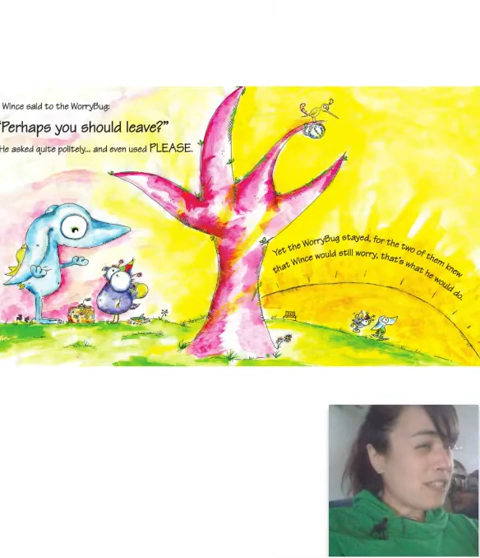 Wince said to the WorryBug:
"Perhaps you should leave?"
He asked quite politely... and even used PLEASE.
Yet the WorryBug stayed, for the two of them knew
that Wince would still worry, that's what he would do.